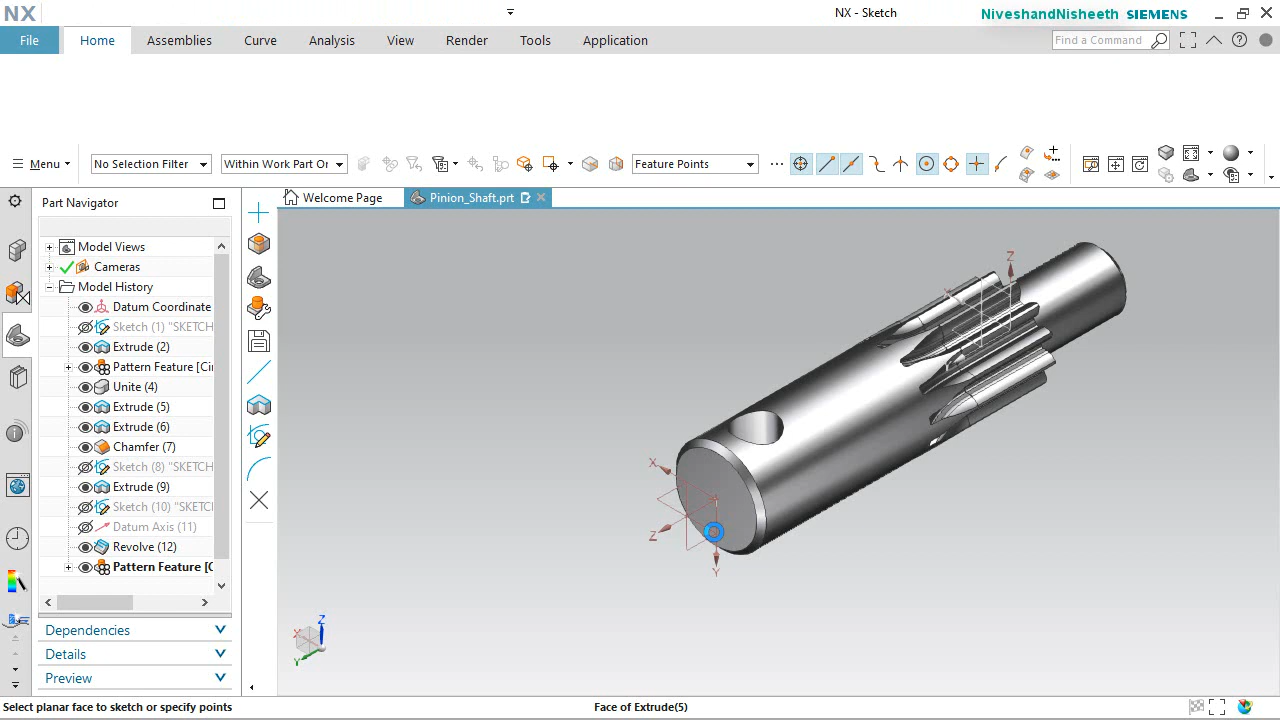 NX
NX - Sketch
NiveshandNisheeth SIEMENS
File Home Assemblies Curve Analysis View Render Tools Application
Find a Command
Menu No Selection Filter Within Work Part Or Feature Points
Part Navigator
Welcome Page
Pinion_Shaft.prt
Model Views
Cameras
Model History
Datum Coordinate
Sketch (1) "SKETCH
Extrude (2)
Pattern Feature [Cir
Unite (4)
Extrude (5)
Extrude (6)
Chamfer (7)
Sketch (8) "SKETCH
Extrude (9)
Sketch (10) "SKETC
Datum Axis (11)
Revolve (12)
Pattern Feature [C
Dependencies
Details
Preview
Z
X
Z
Y
Z
X
Y
Select planar face to sketch or specify points
Face of Extrude(5)